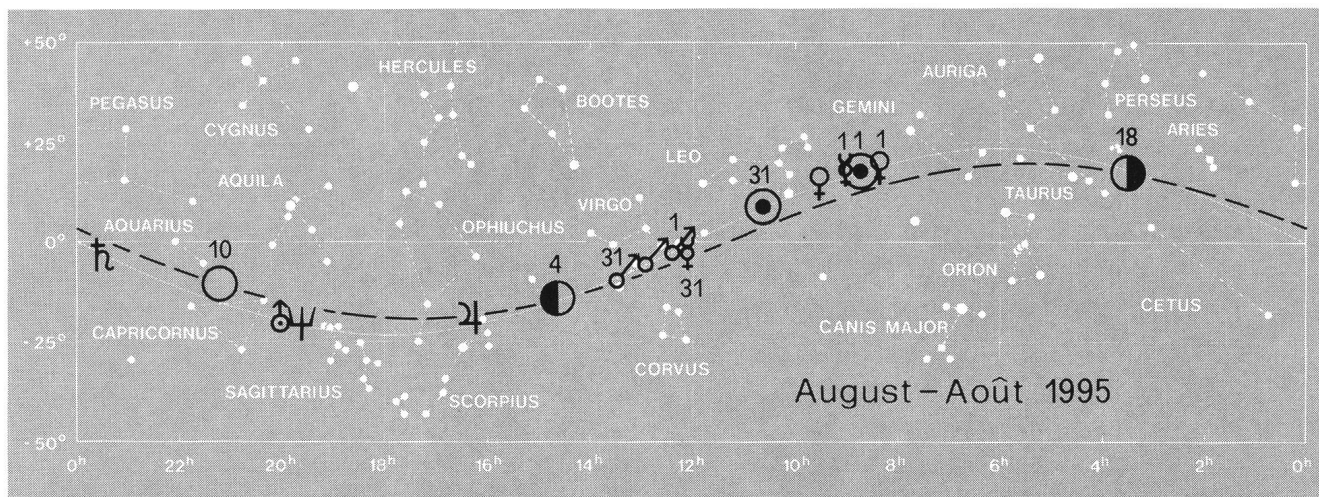 +50°
HERCULES
AURIGA
PEGASUS
BOOTES
GEMINI
PERSEUS
CYGNUS
ARIES
+25°
11 1
18
LEO
31
AQUILA
TAURUS
VIRGO
AQUARIUS
OPHIUCHUS
1
0°
10
31
4
ORION
31
CETUS
CAPRICORNUS
CANIS MAJOR
-25°
CORVUS
SAGITTARIUS
SCORPIUS
August – Août 1995
-50°
0h 22h 20h 18h 16h 14h 12h 10h 8h 6h 4h 2h 0h